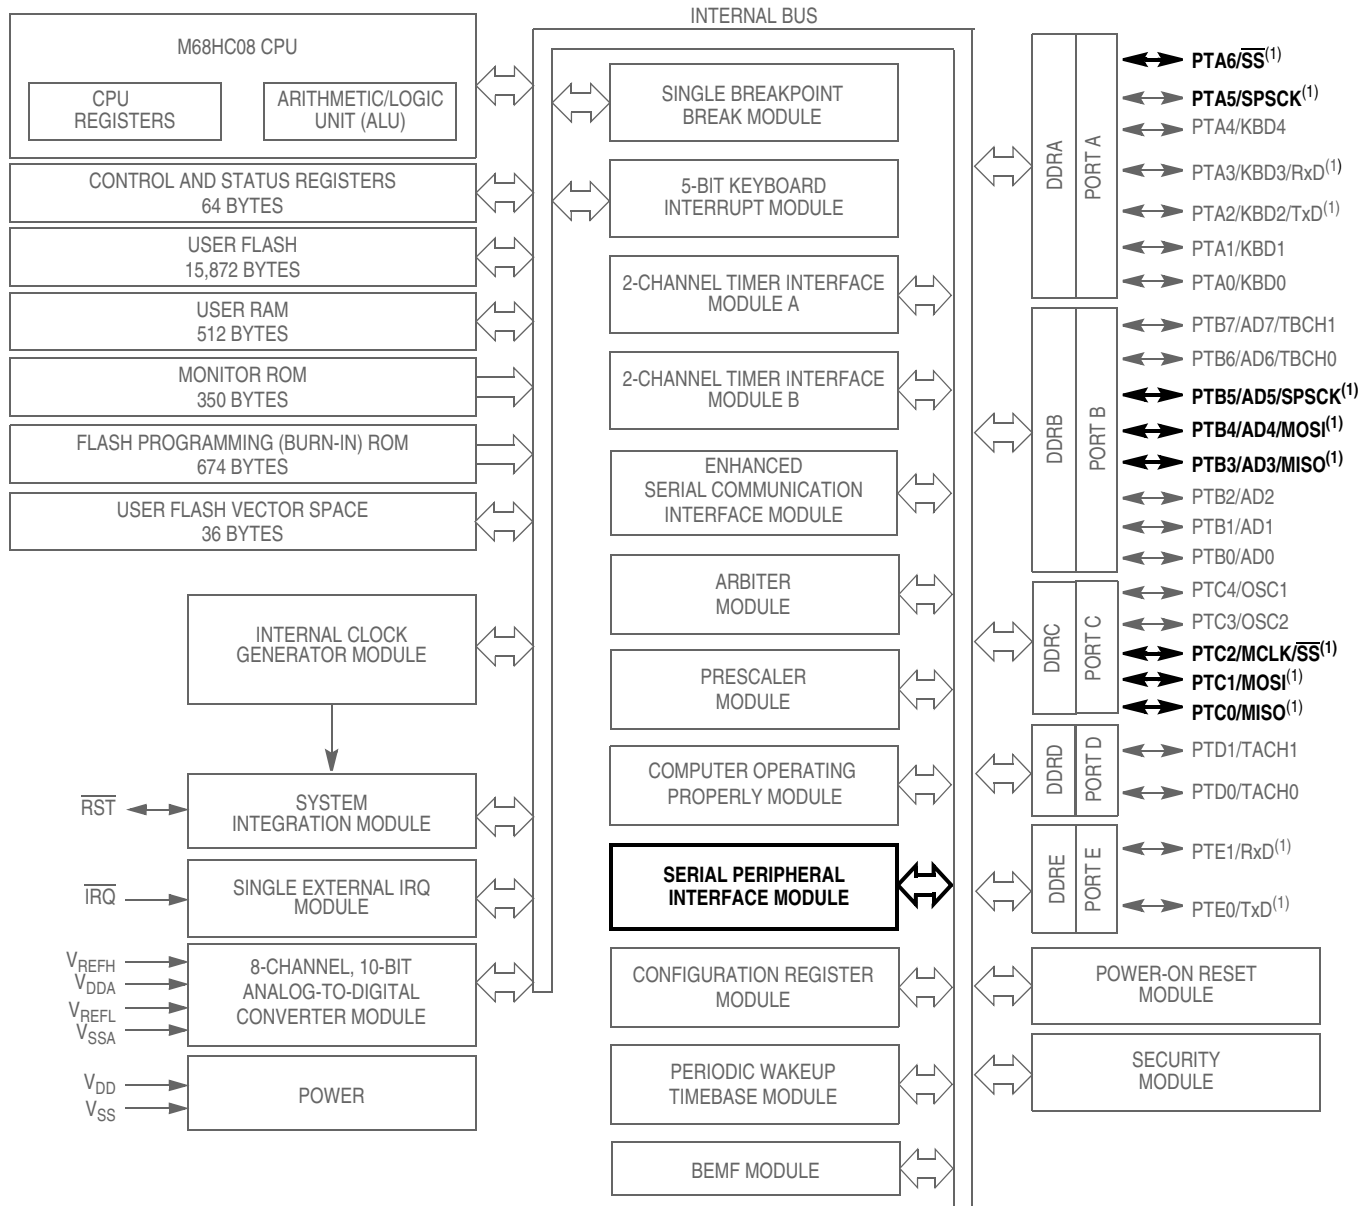 INTERNAL BUS
M68HC08 CPU
CPU
REGISTERS
ARITHMETIC/LOGIC
UNIT (ALU)
CONTROL AND STATUS REGISTERS
64 BYTES
USER FLASH
15,872 BYTES
USER RAM
512 BYTES
MONITOR ROM
350 BYTES
FLASH PROGRAMMING (BURN-IN) ROM
674 BYTES
USER FLASH VECTOR SPACE
36 BYTES
INTERNAL CLOCK
GENERATOR MODULE
RST
SYSTEM
INTEGRATION MODULE
IRQ
SINGLE EXTERNAL IRQ
MODULE
VREFH
VDDA
VREFL
VSSA
8-CHANNEL, 10-BIT
ANALOG-TO-DIGITAL
CONVERTER MODULE
VDD
VSS
POWER
SINGLE BREAKPOINT
BREAK MODULE
5-BIT KEYBOARD
INTERRUPT MODULE
2-CHANNEL TIMER INTERFACE
MODULE A
2-CHANNEL TIMER INTERFACE
MODULE B
ENHANCED
SERIAL COMMUNICATION
INTERFACE MODULE
ARBITER
MODULE
PRESCALER
MODULE
COMPUTER OPERATING
PROPERLY MODULE
SERIAL PERIPHERAL
INTERFACE MODULE
CONFIGURATION REGISTER
MODULE
PERIODIC WAKEUP
TIMEBASE MODULE
BEMF MODULE
DDRA
PORT A
PTA6/SS(1)
PTA5/SPSCK(1)
PTA4/KBD4
PTA3/KBD3/RxD(1)
PTA2/KBD2/TxD(1)
PTA1/KBD1
PTA0/KBD0
DDRB
PORT B
PTB7/AD7/TBCH1
PTB6/AD6/TBCH0
PTB5/AD5/SPSCK(1)
PTB4/AD4/MOSI(1)
PTB3/AD3/MISO(1)
PTB2/AD2
PTB1/AD1
PTB0/AD0
DDRC
PORT C
PTC4/OSC1
PTC3/OSC2
PTC2/MCLK/SS(1)
PTC1/MOSI(1)
PTC0/MISO(1)
DDRD
PORT D
PTD1/TACH1
PTD0/TACH0
DDRE
PORT E
PTE1/RxD(1)
PTE0/TxD(1)
POWER-ON RESET
MODULE
SECURITY
MODULE